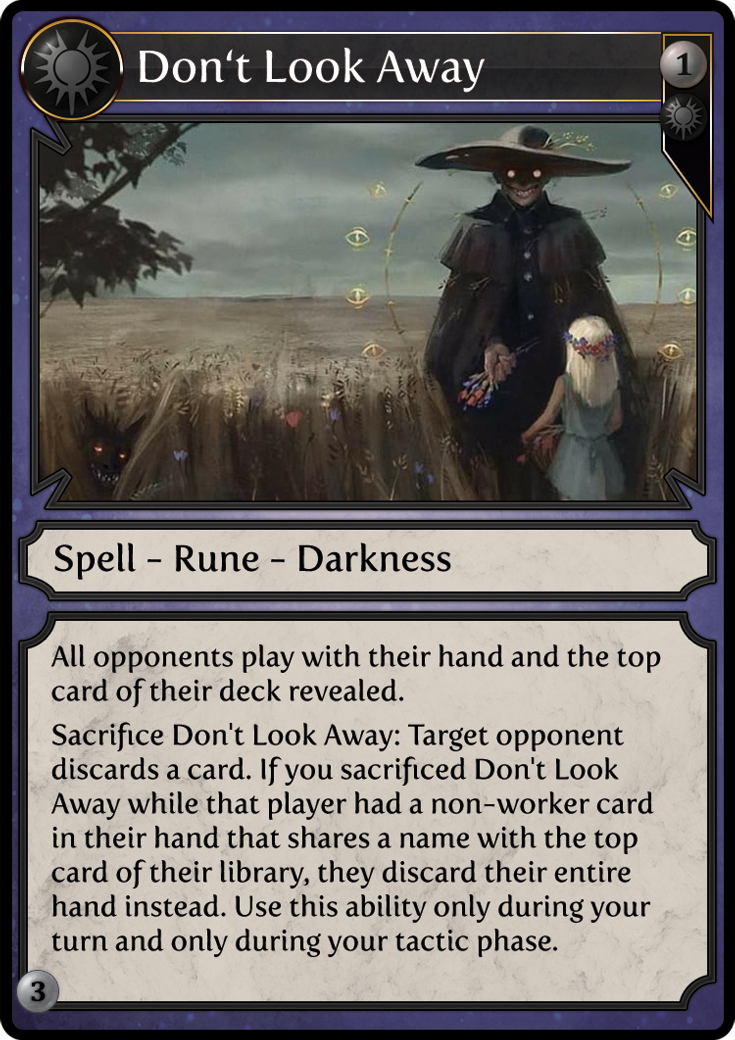 Don‘t Look Away
1
Spell – Rune – Darkness
All opponents play with their hand and the top
card of their deck revealed.
Sacrifice Don't Look Away: Target opponent
discards a card. If you sacrificed Don't Look
Away while that player had a non-worker card
in their hand that shares a name with the top
card of their library, they discard their entire
hand instead. Use this ability only during your
turn and only during your tactic phase.
3